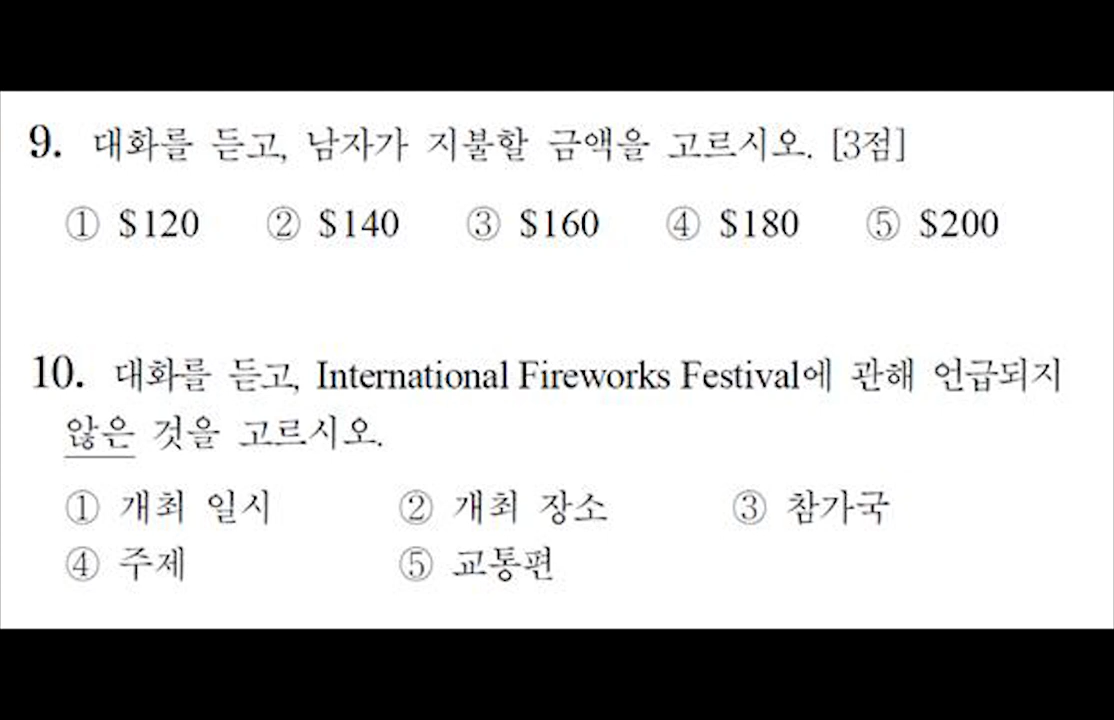 9. 대화를 듣고, 남자가 지불할 금액을 고르시오. [3점]
① $120 ② $140 ③ $160 ④ $180 ⑤ $200
10. 대화를 듣고, International Fireworks Festival에 관해 언급되지
않은 것을 고르시오.
① 개최 일시 ② 개최 장소 ③ 참가국
④ 주제 ⑤ 교통편